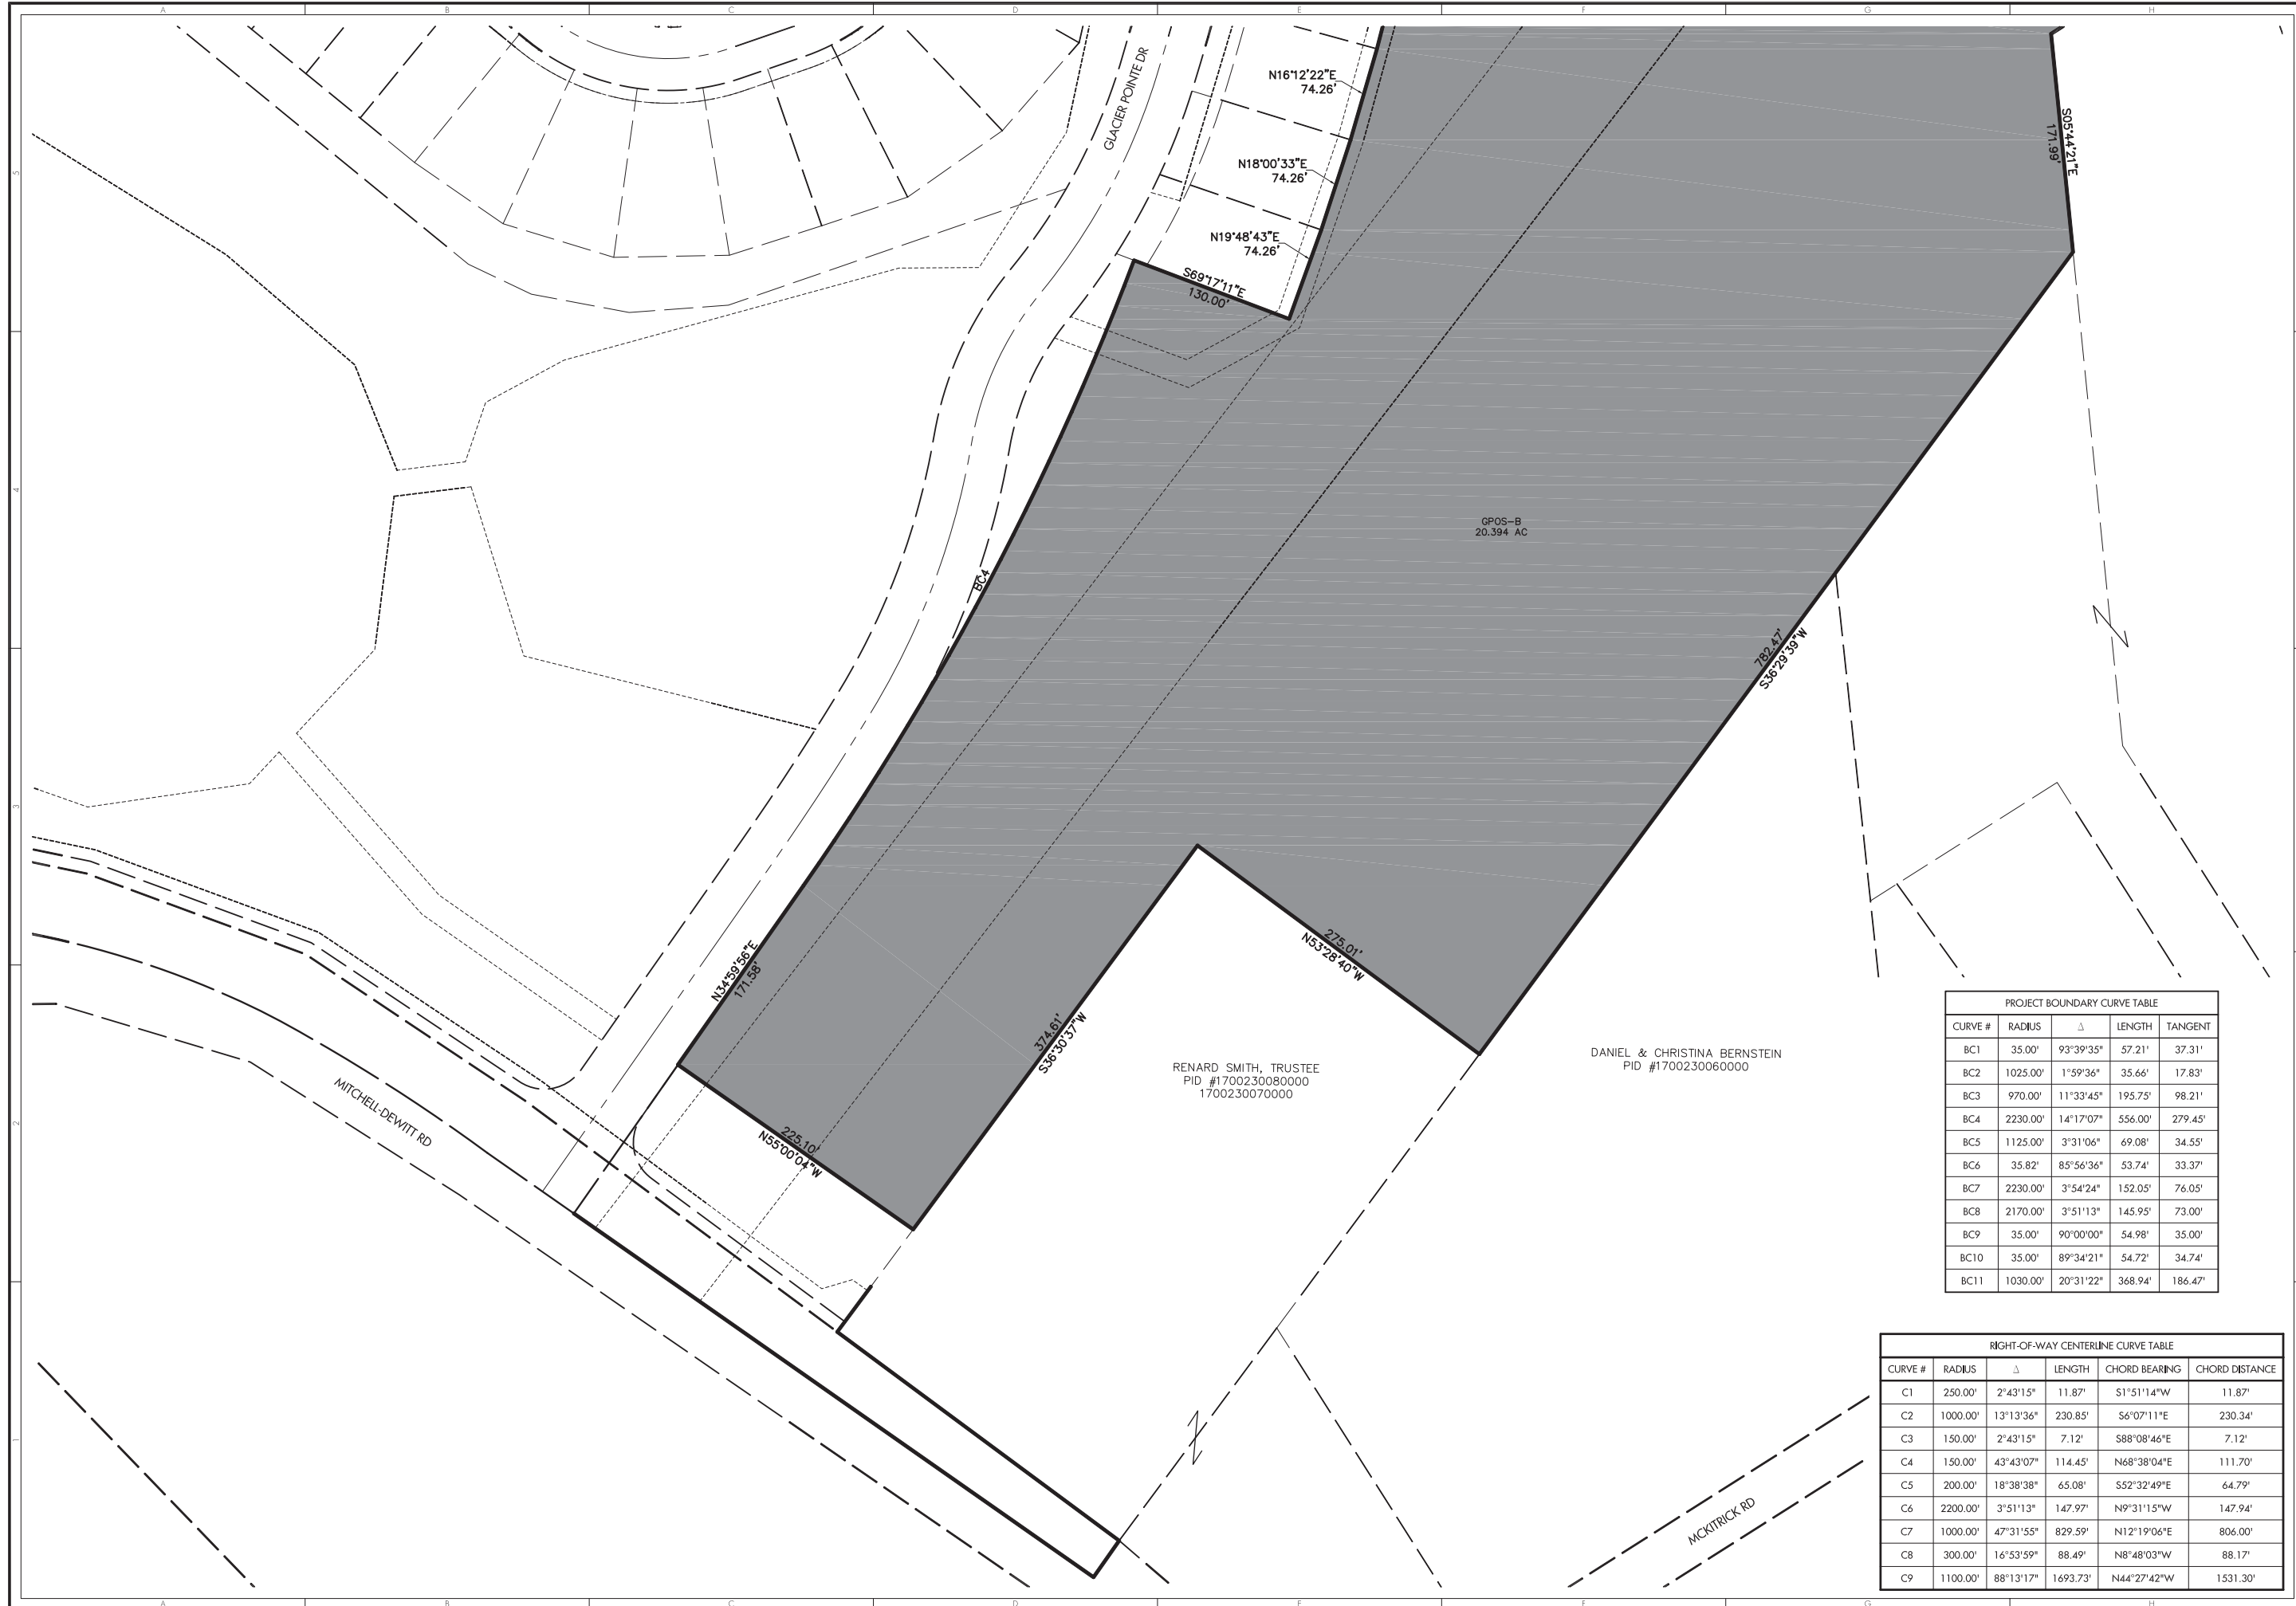 A B C D E F G H
5
4
3
2
1
GLACIER POINTE DR
N16°12'22"E
74.26'
N18°00'33"E
74.26'
N19°48'43"E
74.26'
S69°17'11"E
130.00'
S05°44'21"E
171.99'
GPOS-B
20.394 AC
BC4
782.47'
S36°29'39"W
275.01'
N53°28'40"W
N34°59'56"E
171.58'
374.61'
S36°30'37"W
225.10'
N55°00'04"W
MITCHELL-DEWITT RD
RENARD SMITH, TRUSTEE
PID #1700230080000
1700230070000
DANIEL & CHRISTINA BERNSTEIN
PID #1700230060000
MCKITRICK RD
PROJECT BOUNDARY CURVE TABLE
CURVE # RADIUS Δ LENGTH TANGENT
BC1 35.00' 93°39'35" 57.21' 37.31'
BC2 1025.00' 1°59'36" 35.66' 17.83'
BC3 970.00' 11°33'45" 195.75' 98.21'
BC4 2230.00' 14°17'07" 556.00' 279.45'
BC5 1125.00' 3°31'06" 69.08' 34.55'
BC6 35.82' 85°56'36" 53.74' 33.37'
BC7 2230.00' 3°54'24" 152.05' 76.05'
BC8 2170.00' 3°51'13" 145.95' 73.00'
BC9 35.00' 90°00'00" 54.98' 35.00'
BC10 35.00' 89°34'21" 54.72' 34.74'
BC11 1030.00' 20°31'22" 368.94' 186.47'
RIGHT-OF-WAY CENTERLINE CURVE TABLE
CURVE # RADIUS Δ LENGTH CHORD BEARING CHORD DISTANCE
C1 250.00' 2°43'15" 11.87' S1°51'14"W 11.87'
C2 1000.00' 13°13'36" 230.85' S6°07'11"E 230.34'
C3 150.00' 2°43'15" 7.12' S88°08'46"E 7.12'
C4 150.00' 43°43'07" 114.45' N68°38'04"E 111.70'
C5 200.00' 18°38'38" 65.08' S52°32'49"E 64.79'
C6 2200.00' 3°51'13" 147.97' N9°31'15"W 147.94'
C7 1000.00' 47°31'55" 829.59' N12°19'06"E 806.00'
C8 300.00' 16°53'59" 88.49' N8°48'03"W 88.17'
C9 1100.00' 88°13'17" 1693.73' N44°27'42"W 1531.30'
A B C D E F G H